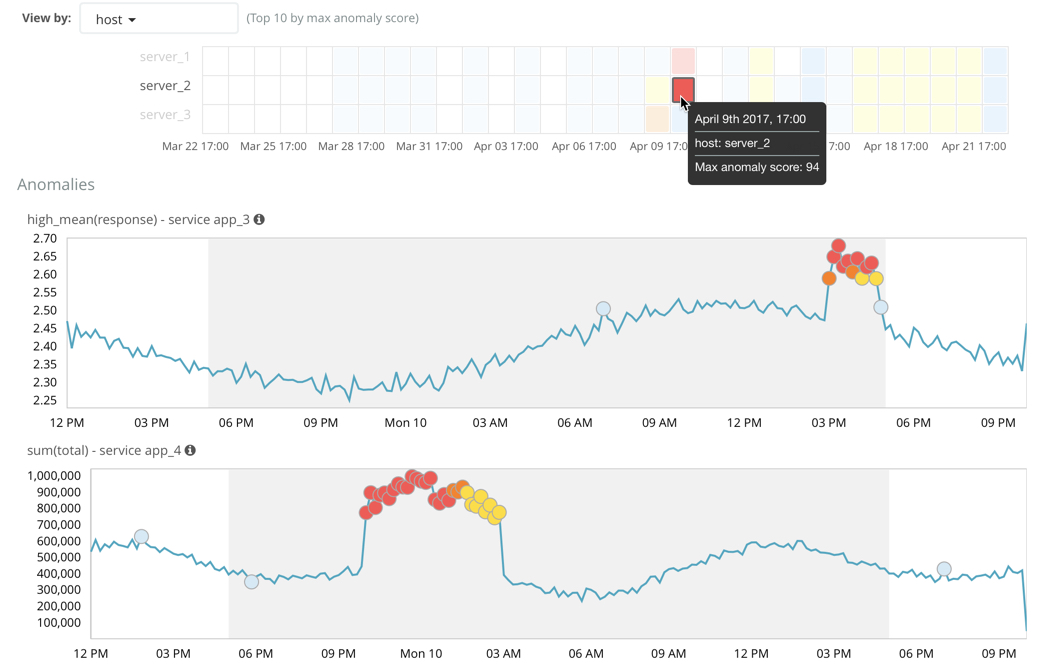 View by: host (Top 10 by max anomaly score)
server_1
server_2
server_3
April 9th 2017, 17:00
host: server_2
Max anomaly score: 94
Mar 22 17:00 Mar 25 17:00 Mar 28 17:00 Mar 31 17:00 Apr 03 17:00 Apr 06 17:00 Apr 09 17:0 7:00 Apr 18 17:00 Apr 21 17:00
Anomalies
high_mean(response) - service app_3
2.70
2.65
2.60
2.55
2.50
2.45
2.40
2.35
2.30
2.25
12 PM 03 PM 06 PM 09 PM Mon 10 03 AM 06 AM 09 AM 12 PM 03 PM 06 PM 09 PM
sum(total) - service app_4
1,000,000
900,000
800,000
700,000
600,000
500,000
400,000
300,000
200,000
100,000
12 PM 03 PM 06 PM 09 PM Mon 10 03 AM 06 AM 09 AM 12 PM 03 PM 06 PM 09 PM